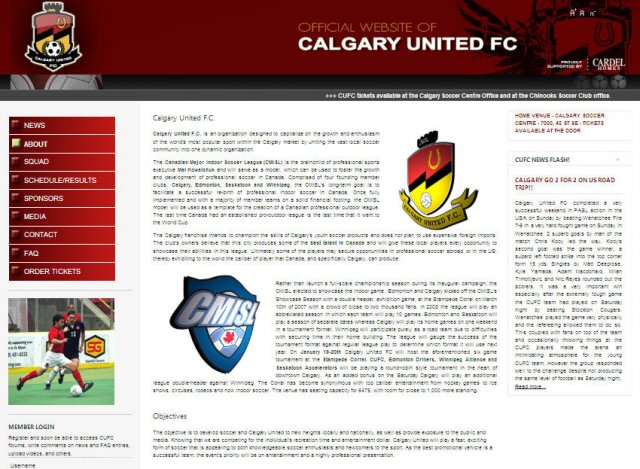 OFFICIAL WEBSITE OF
CALGARY UNITED FC
A+ A A-
PROUDLY
SUPPORTED BY
CARDEL
HOMES
CALGARY UNITED
F.C.
+++ CUFC tickets available at the Calgary Soccer Centre Office and at the Chinooks Soccer Club office.
NEWS
ABOUT
SQUAD
SCHEDULE/RESULTS
SPONSORS
MEDIA
CONTACT
FAQ
ORDER TICKETS
MEMBER LOGIN
Register and soon be able to access CUFC
forums, write comments on news and FAQ entries,
upload videos, and others.
Username
Calgary United F.C.
Calgary United F.C. is an organization designed to capitalize on the growth and enthusiasm
of the world's most popular sport within the Calgary market by uniting the vast local soccer
community into one dynamic organization.
The Canadian Major Indoor Soccer League (CMISL) is the brainchild of professional sports
executive Mel Kowalchuk and will serve as a model, which can be used to foster the growth
and development of professional soccer in Canada. Comprised of four founding member
clubs, Calgary, Edmonton, Saskatoon and Winnipeg, the CMISL's long-term goal is to
facilitate a successful re-birth of professional indoor soccer in Canada. Once fully
implemented and with a majority of member teams on a solid financial footing, the CMISL
model will be used as a template for the creation of a Canadian professional outdoor league.
The last time Canada had an established pro-outdoor league is the last time that it went to
the World Cup.
The Calgary franchise intends to champion the skills of Calgary's youth soccer products and does not plan to use expensive foreign imports.
The club's owners believe that this city produces some of the best talent in Canada and will give these local players every opportunity to
showcase their abilities in this league. Ultimately some of the players may secure opportunities in professional soccer abroad, or in the US,
thereby exhibiting to the world the caliber of player that Canada, and specifically Calgary, can produce.
CALGARY UNITED F.C.
CMISL
Rather than launch a full-scale championship season during its inaugural campaign, the
CMISL elected to showcase the indoor game. Edmonton and Calgary kicked off the CMISL's
Showcase Season with a double header, exhibition game, at the Stampede Corral on March
10th of 2007 with a crowd of close to two thousand fans. In 2008 the league will play an
abbreviated season in which each team will play 10 games. Edmonton and Saskatoon will
play a season of separate dates whereas Calgary will play its home games on one weekend
in a tournament format. Winnipeg will participate purely as a road team due to difficulties
with securing time in their home building. The league will gauge the success of the
tournament format against regular league play to determine which format it will use next
year. On January 18-20th Calgary United FC will host the aforementioned six game
tournament at the Stampede Corral. CUFC, Edmonton Drillers, Winnipeg Alliance and
Saskatoon Accelerators will be playing a round-robin style tournament in the heart of
downtown Calgary. As an added bonus on the Saturday Calgary will play an additional
league double-header against Winnipeg. The Corral has become synonymous with top caliber entertainment from hockey games to ice
shows, circuses, rodeos and now indoor soccer. The venue has seating capacity for 6476, with room for close to 1,000 more standing.
Objectives
The objective is to develop soccer and Calgary United to new heights locally and nationally, as well as provide exposure to the public and
media. Knowing that we are competing for the individual's recreation time and entertainment dollar, Calgary United will play a fast, exciting
form of soccer that is appealing to both knowledgeable soccer enthusiasts and newcomers to the sport. As the best promotional vehicle is a
successful team, the event's priority will be on entertainment and a highly professional presentation.
HOME VENUE - CALGARY SOCCER
CENTRE - 7000, 48 ST SE - TICKETS
AVAILABLE AT THE DOOR
CUFC NEWS FLASH!
CALGARY GO 2 FOR 2 ON US ROAD
TRIP!!
Calgary United FC completed a very
successful weekend in PASL action in the
USA on Sunday by beating Wenatchee Fire
7-6 in a very hard fought game on Sunday in
Wenatchee. 2 superb goals by man of the
match Chris Kooy led the way. Kooy's
second goal was the game winner, a
superb left footed strike into the top corner
form 15 yds. Singles by Matt Deobrose,
Kyle Yamada, Adam Macdonald, Milan
Timotijevic and Nic Reyes rounded out the
scorers. It was a very important win
especially after the extremely tough game
the CUFC team had played on Saturday
night by beating Stockton Cougars.
Wenatchee played the game very physically
and the refereeing allowed them to do so.
This coupled with fans on top of the team
and occasionally throwing things at the
CUFC players made the arena an
intimidating atmosphere for the young
CUFC team. However the group responded
well to the challenge despite not producing
the same level of football as Saturday night.
Read more...